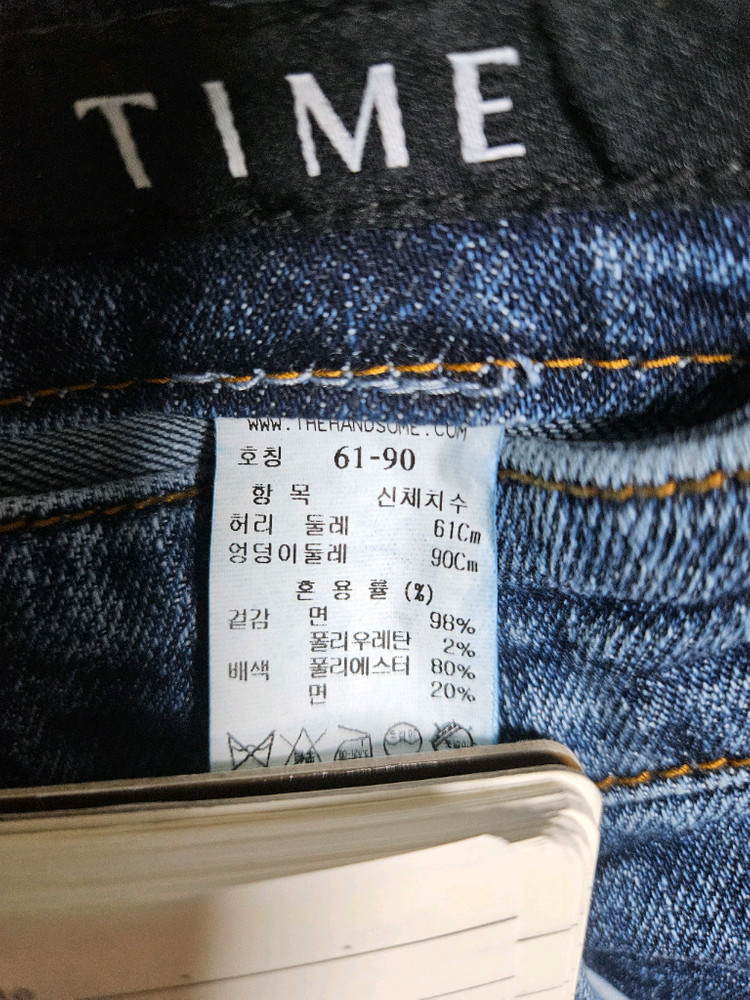 TIME
WWW.THEHANDSOME.COM
호칭 61-90
항 목 신체치수
허리 둘레 61Cm
엉덩이둘레 90Cm
혼 용 률 (%)
겉감 면 98%
폴리우레탄 2%
배색 폴리에스터 80%
면 20%